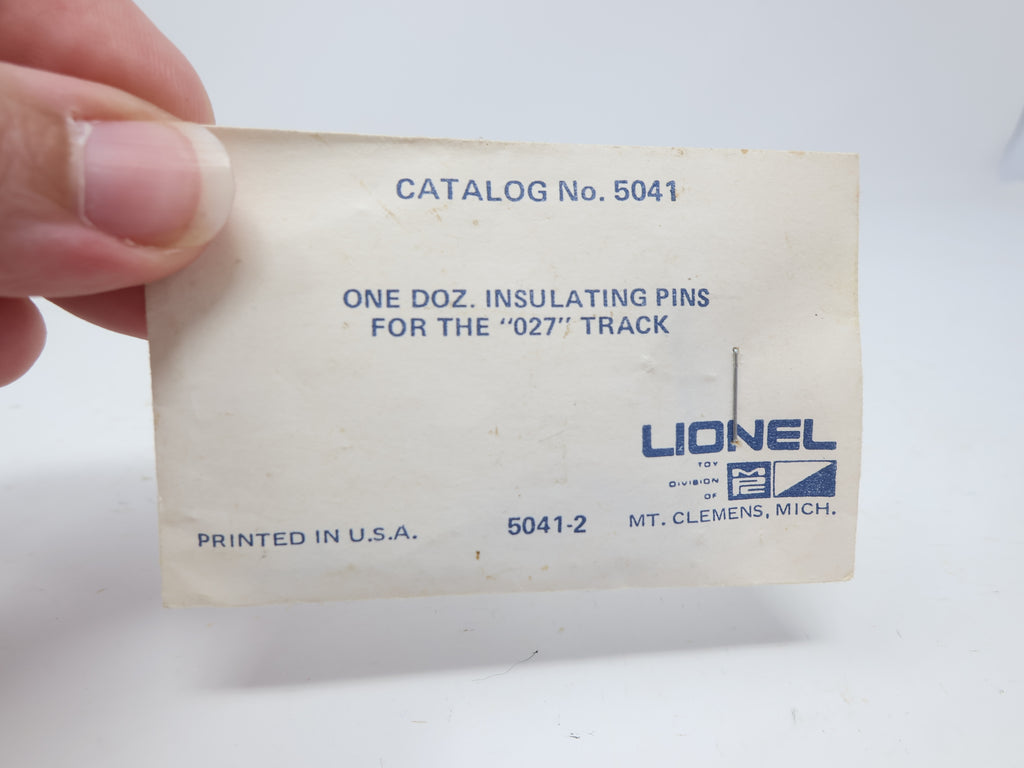 CATALOG No. 5041
ONE DOZ. INSULATING PINS
FOR THE "027" TRACK
LIONEL
TOY
DIVISION
OF
MPC
MT. CLEMENS, MICH.
5041-2
PRINTED IN U.S.A.